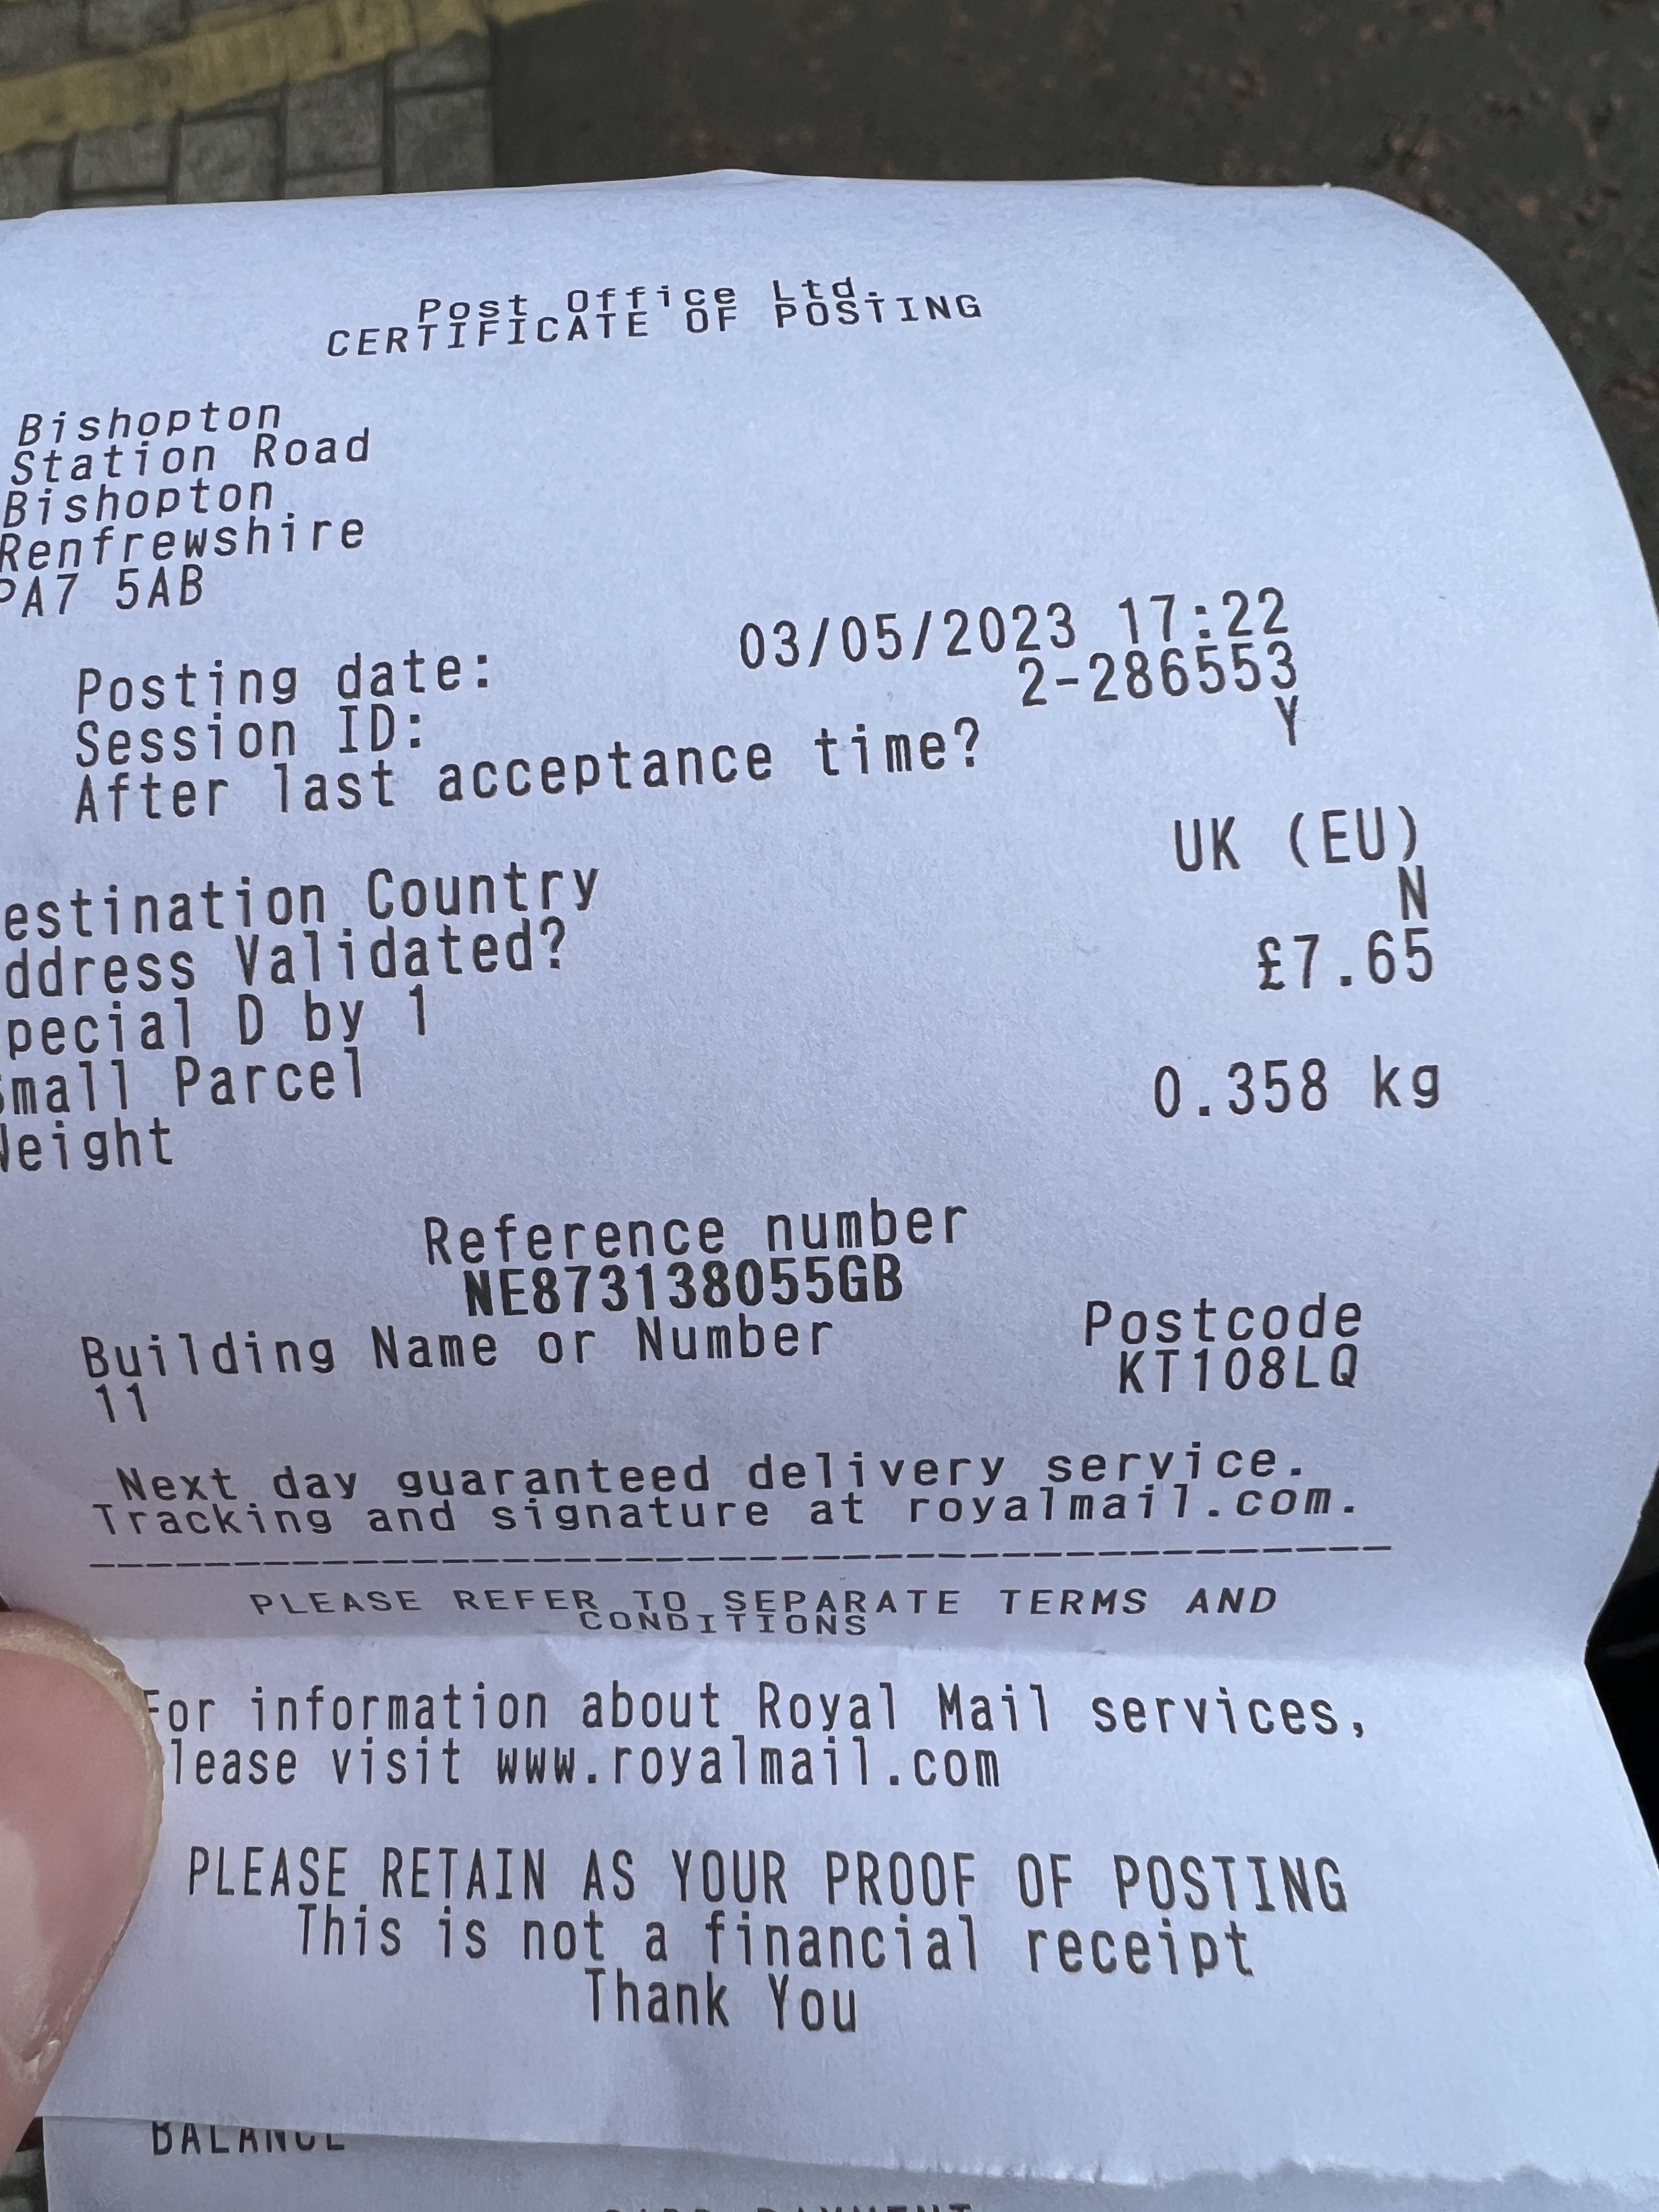 Post Office Ltd.
CERTIFICATE OF POSTING
Bishopton
Station Road
Bishopton
Renfrewshire
PA7 5AB
Posting date: 03/05/2023 17:22
Session ID: 2-286553
After last acceptance time? Y
estination Country UK (EU)
ddress Validated? N
pecial D by 1 £7.65
Small Parcel
Weight 0.358 kg
Reference number
NE873138055GB
Building Name or Number Postcode
11 KT108LQ
Next day guaranteed delivery service.
Tracking and signature at royalmail.com.
PLEASE REFER TO SEPARATE TERMS AND
CONDITIONS
For information about Royal Mail services,
lease visit www.royalmail.com
PLEASE RETAIN AS YOUR PROOF OF POSTING
This is not a financial receipt
Thank You
BALANCE